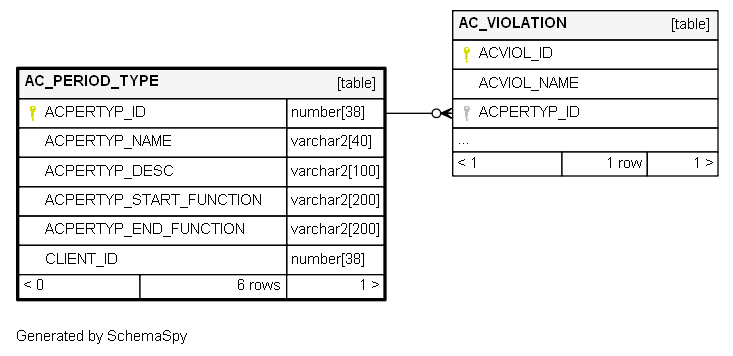 AC_PERIOD_TYPE [table]
ACPERTYP_ID number[38]
ACPERTYP_NAME varchar2[40]
ACPERTYP_DESC varchar2[100]
ACPERTYP_START_FUNCTION varchar2[200]
ACPERTYP_END_FUNCTION varchar2[200]
CLIENT_ID number[38]
< 0 6 rows 1 >
AC_VIOLATION [table]
ACVIOL_ID
ACVIOL_NAME
ACPERTYP_ID
...
< 1 1 row 1 >
Generated by SchemaSpy